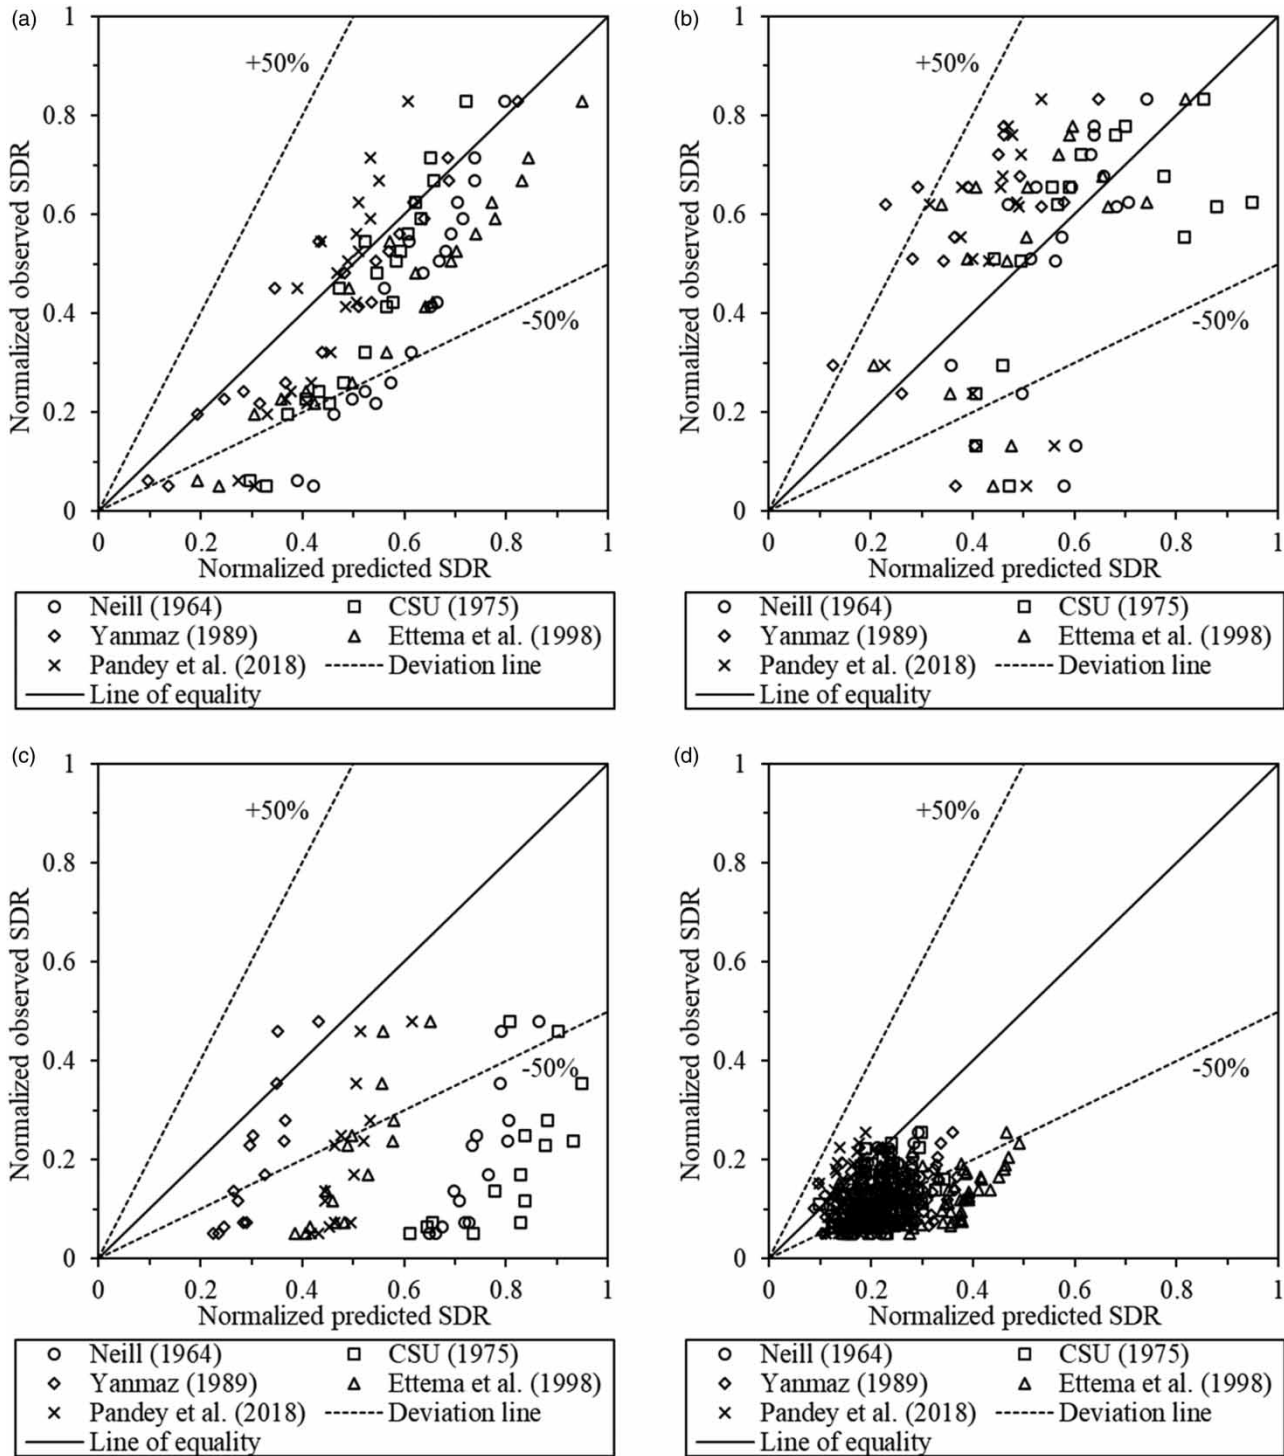 (a)
1
0.8
0.6
0.4
0.2
0
Normalized observed SDR
+50%
-50%
0 0.2 0.4 0.6 0.8 1
Normalized predicted SDR
Neill (1964) CSU (1975)
Yanmaz (1989) Ettema et al. (1998)
Pandey et al. (2018) Deviation line
Line of equality
(b)
1
0.8
0.6
0.4
0.2
0
Normalized observed SDR
+50%
-50%
0 0.2 0.4 0.6 0.8 1
Normalized predicted SDR
Neill (1964) CSU (1975)
Yanmaz (1989) Ettema et al. (1998)
Pandey et al. (2018) Deviation line
Line of equality
(c)
1
0.8
0.6
0.4
0.2
0
Normalized observed SDR
+50%
-50%
0 0.2 0.4 0.6 0.8 1
Normalized predicted SDR
Neill (1964) CSU (1975)
Yanmaz (1989) Ettema et al. (1998)
Pandey et al. (2018) Deviation line
Line of equality
(d)
1
0.8
0.6
0.4
0.2
0
Normalized observed SDR
+50%
-50%
0 0.2 0.4 0.6 0.8 1
Normalized predicted SDR
Neill (1964) CSU (1975)
Yanmaz (1989) Ettema et al. (1998)
Pandey et al. (2018) Deviation line
Line of equality